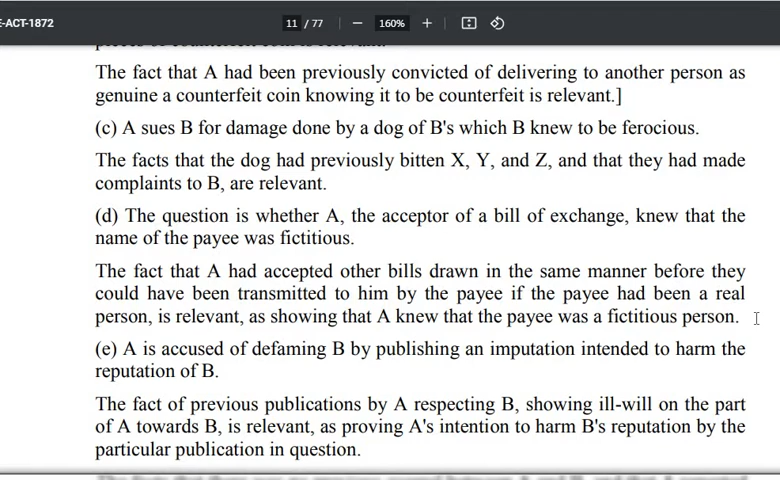 E-ACT-1872
11 / 77
160%
pieces of counterfeit coin is relevant.
The fact that A had been previously convicted of delivering to another person as
genuine a counterfeit coin knowing it to be counterfeit is relevant.]
(c) A sues B for damage done by a dog of B's which B knew to be ferocious.
The facts that the dog had previously bitten X, Y, and Z, and that they had made
complaints to B, are relevant.
(d) The question is whether A, the acceptor of a bill of exchange, knew that the
name of the payee was fictitious.
The fact that A had accepted other bills drawn in the same manner before they
could have been transmitted to him by the payee if the payee had been a real
person, is relevant, as showing that A knew that the payee was a fictitious person.
(e) A is accused of defaming B by publishing an imputation intended to harm the
reputation of B.
The fact of previous publications by A respecting B, showing ill-will on the part
of A towards B, is relevant, as proving A's intention to harm B's reputation by the
particular publication in question.